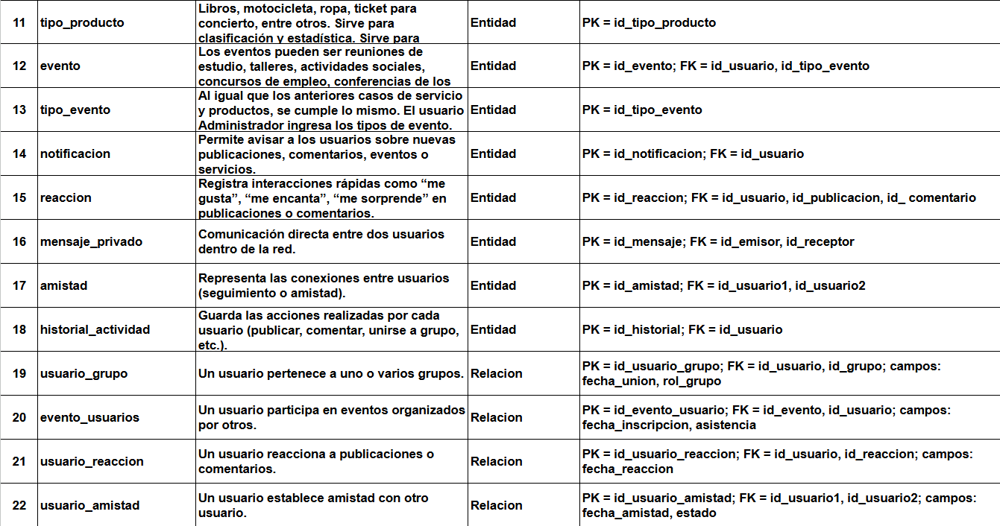 11
tipo_producto
Libros, motocicleta, ropa, ticket para
concierto, entre otros. Sirve para
clasificación y estadística. Sirve para
Entidad
PK = id_tipo_producto
12
evento
Los eventos pueden ser reuniones de
estudio, talleres, actividades sociales,
concursos de empleo, conferencias de los
Entidad
PK = id_evento; FK = id_usuario, id_tipo_evento
13
tipo_evento
Al igual que los anteriores casos de servicio
y productos, se cumple lo mismo. El usuario
Administrador ingresa los tipos de evento.
Entidad
PK = id_tipo_evento
14
notificacion
Permite avisar a los usuarios sobre nuevas
publicaciones, comentarios, eventos o
servicios.
Entidad
PK = id_notificacion; FK = id_usuario
15
reaccion
Registra interacciones rápidas como “me
gusta”, “me encanta”, “me sorprende” en
publicaciones o comentarios.
Entidad
PK = id_reaccion; FK = id_usuario, id_publicacion, id_ comentario
16
mensaje_privado
Comunicación directa entre dos usuarios
dentro de la red.
Entidad
PK = id_mensaje; FK = id_emisor, id_receptor
17
amistad
Representa las conexiones entre usuarios
(seguimiento o amistad).
Entidad
PK = id_amistad; FK = id_usuario1, id_usuario2
18
historial_actividad
Guarda las acciones realizadas por cada
usuario (publicar, comentar, unirse a grupo,
etc.).
Entidad
PK = id_historial; FK = id_usuario
19
usuario_grupo
Un usuario pertenece a uno o varios grupos.
Relacion
PK = id_usuario_grupo; FK = id_usuario, id_grupo; campos:
fecha_union, rol_grupo
20
evento_usuarios
Un usuario participa en eventos organizados
por otros.
Relacion
PK = id_evento_usuario; FK = id_evento, id_usuario; campos:
fecha_inscripcion, asistencia
21
usuario_reaccion
Un usuario reacciona a publicaciones o
comentarios.
Relacion
PK = id_usuario_reaccion; FK = id_usuario, id_reaccion; campos:
fecha_reaccion
22
usuario_amistad
Un usuario establece amistad con otro
usuario.
Relacion
PK = id_usuario_amistad; FK = id_usuario1, id_usuario2; campos:
fecha_amistad, estado